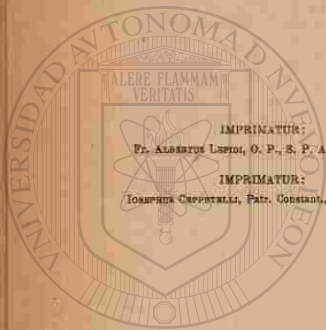 UNIVERSIDAD AUTONOMA DE NUEVO LEON
ALERE FLAMMAM
VERITATIS
IMPRIMATUR:
Fr. Albertus Lepidi, O. P., S. P. A
IMPRIMATUR:
Iosephus Ceppetelli, Patr. Constant.,